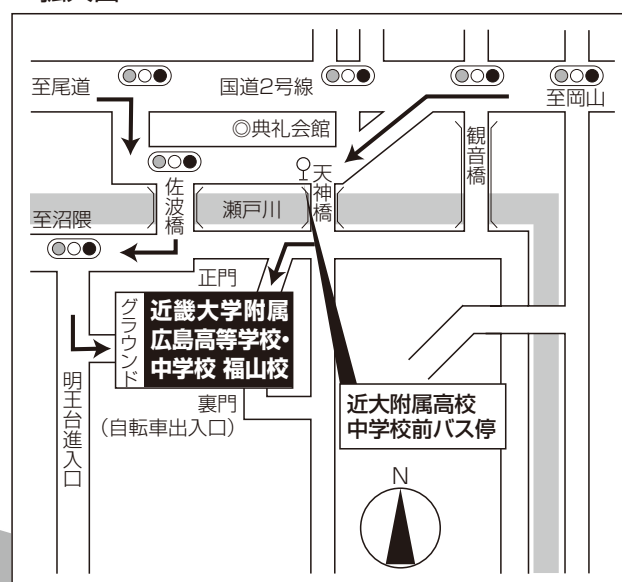 至尾道
国道2号線
至岡山
◎典礼会館
観音橋
天神橋
佐波橋
瀬戸川
至沼隈
正門
グラウンド
近畿大学附属
広島高等学校・
中学校 福山校
明王台進入口
裏門
（自転車出入口）
近大附属高校
中学校前バス停
N